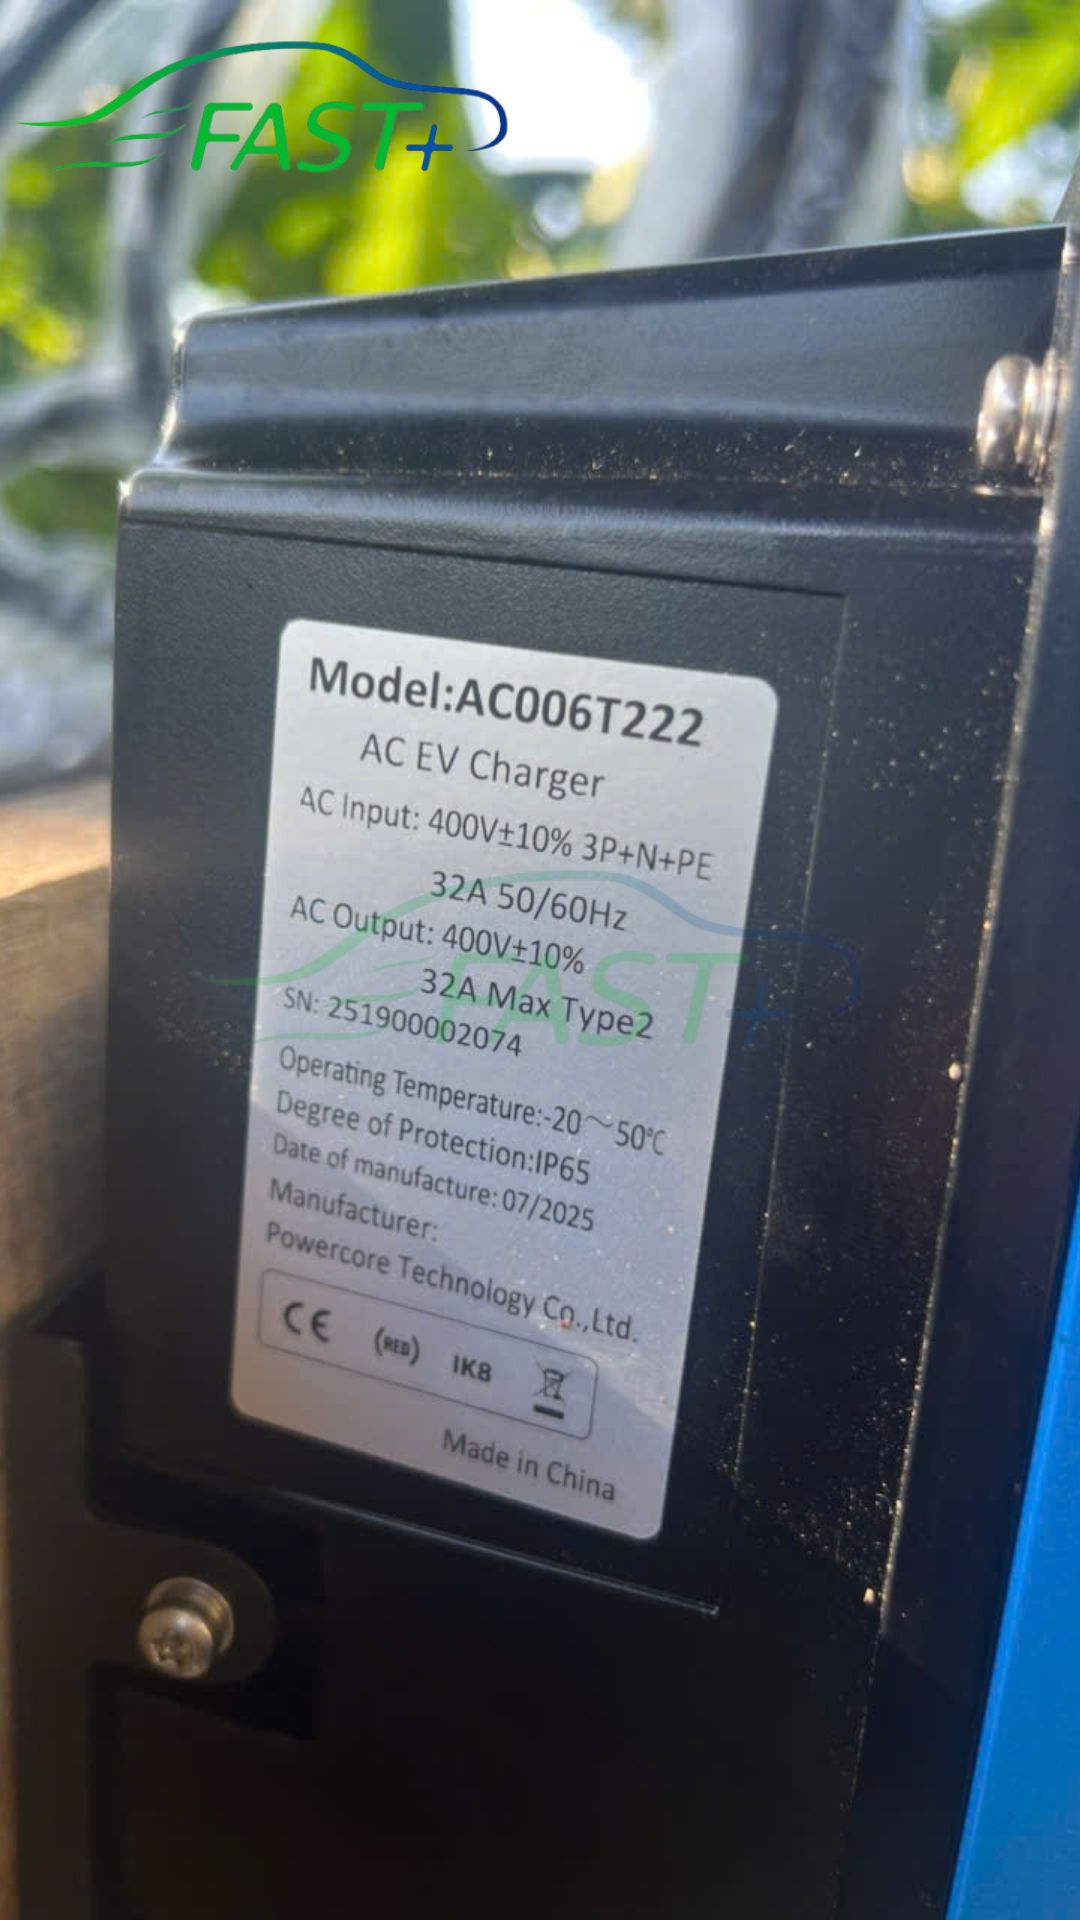 FAST+
Model:AC006T222
AC EV Charger
AC Input: 400V±10% 3P+N+PE
32A 50/60Hz
AC Output: 400V±10%
32A Max Type2
SN: 251900002074
Operating Temperature:-20～50℃
Degree of Protection:IP65
Date of manufacture: 07/2025
Manufacturer:
Powercore Technology Co.,Ltd.
CE (RED) IK8
Made in China
FAST+